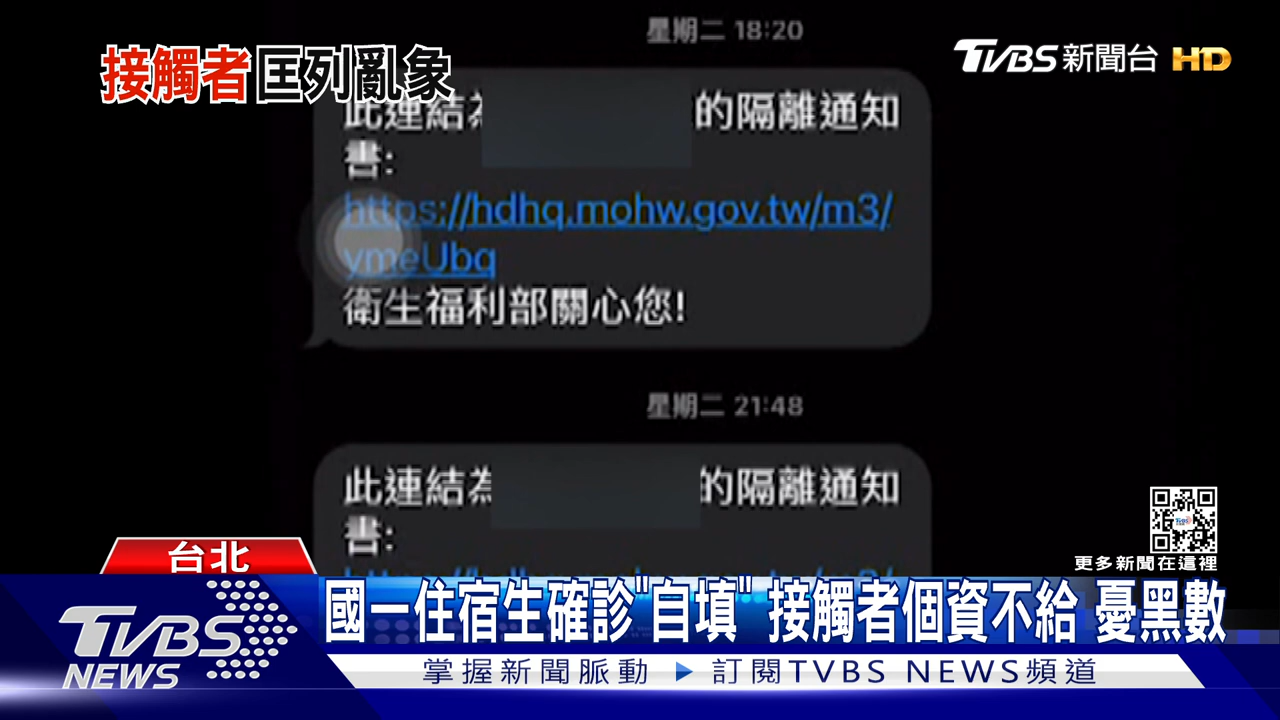 星期二 18:20
接觸者匡列亂象
TVBS新聞台 HD
此連結為
的隔離通知
書:
https://hdhq.mohw.gov.tw/m3/
ymeUbq
衛生福利部關心您!
星期二 21:48
此連結為
的隔離通知
書:
更多新聞在這裡
台北
國一住宿生確診"自填" 接觸者個資不給 憂黑數
TVBS
NEWS
掌握新聞脈動 ▶ 訂閱TVBS NEWS頻道